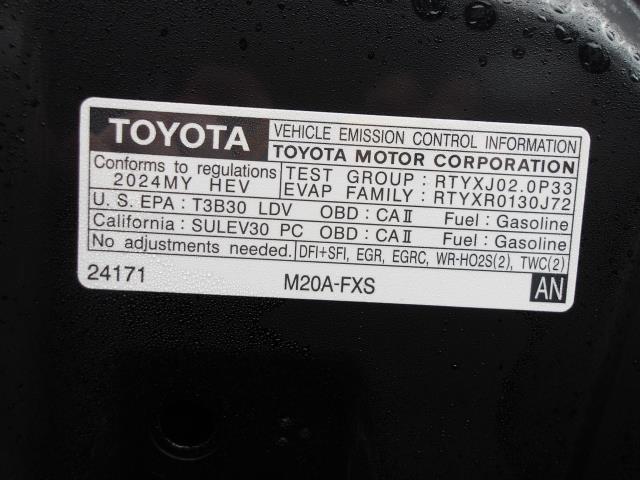 TOYOTA
VEHICLE EMISSION CONTROL INFORMATION
TOYOTA MOTOR CORPORATION
Conforms to regulations
2024MY HEV
TEST GROUP : RTYXJ02.0P33
EVAP FAMILY : RTYXR0130J72
U.S. EPA : T3B30 LDV OBD : CAⅡ Fuel : Gasoline
California : SULEV30 PC OBD : CAⅡ Fuel : Gasoline
No adjustments needed. DFI+SFI, EGR, EGRC, WR-HO2S(2), TWC(2)
24171 M20A-FXS AN